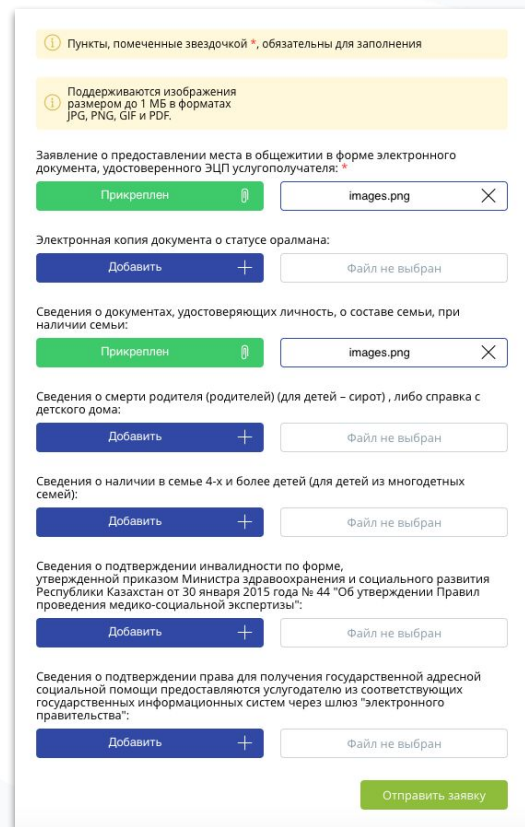 Пункты, помеченные звездочкой *, обязательны для заполнения
Поддерживаются изображения
размером до 1 МБ в форматах
JPG, PNG, GIF и PDF.
Заявление о предоставлении места в общежитии в форме электронного
документа, удостоверенного ЭЦП услугополучателя: *
Прикреплен
images.png
Электронная копия документа о статусе оралмана:
Добавить
Файл не выбран
Сведения о документах, удостоверяющих личность, о составе семьи, при
наличии семьи:
Прикреплен
images.png
Сведения о смерти родителя (родителей) (для детей – сирот) , либо справка с
детского дома:
Добавить
Файл не выбран
Сведения о наличии в семье 4-х и более детей (для детей из многодетных
семей):
Добавить
Файл не выбран
Сведения о подтверждении инвалидности по форме,
утвержденной приказом Министра здравоохранения и социального развития
Республики Казахстан от 30 января 2015 года № 44 "Об утверждении Правил
проведения медико-социальной экспертизы":
Добавить
Файл не выбран
Сведения о подтверждении права для получения государственной адресной
социальной помощи предоставляются услугодателю из соответствующих
государственных информационных систем через шлюз "электронного
правительства":
Добавить
Файл не выбран
Отправить заявку